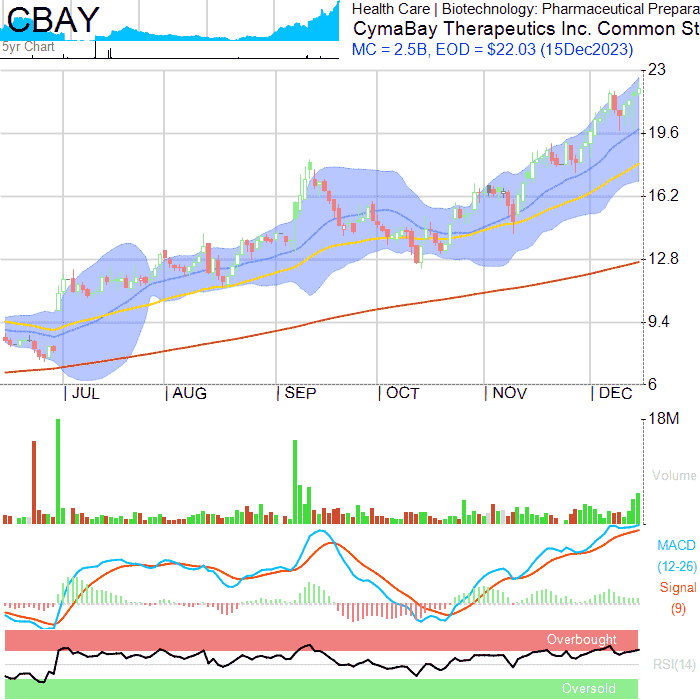 CBAY
5yr Chart
Health Care | Biotechnology: Pharmaceutical Prepara
CymaBay Therapeutics Inc. Common St
MC = 2.5B, EOD = $22.03 (15Dec2023)
23
19.6
16.2
12.8
9.4
6
JUL AUG SEP OCT NOV DEC
18M
Volume
MACD
(12-26)
Signal
(9)
Overbought
RSI(14)
Oversold